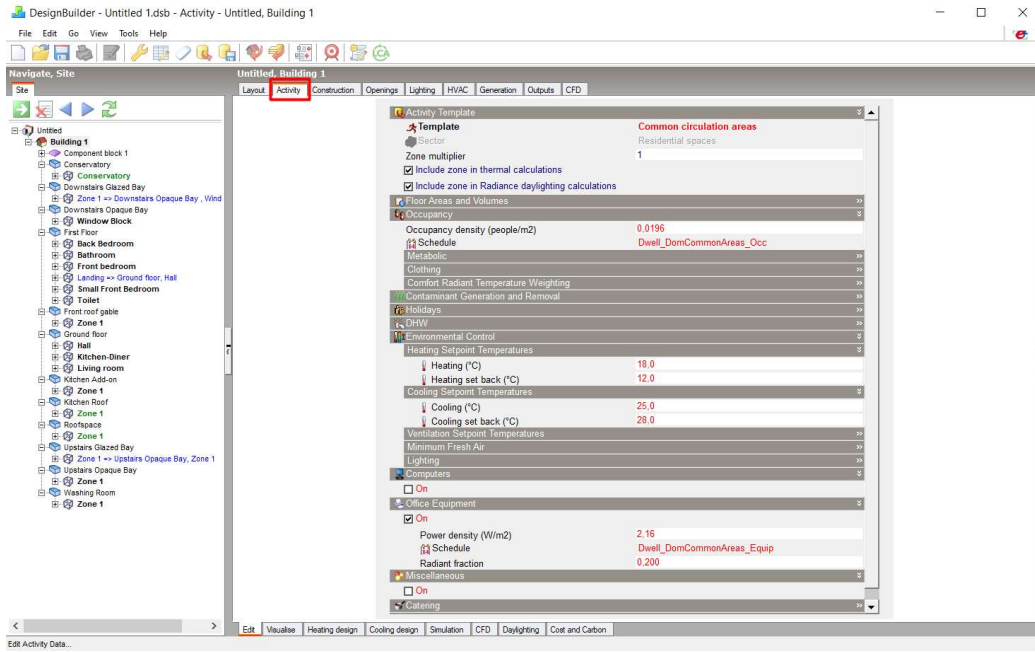 DesignBuilder - Untitled 1.dsb - Activity - Untitled, Building 1
File Edit Go View Tools Help
Navigate, Site
Site
Untitled
Building 1
Component block 1
Conservatory
Conservatory
Downstairs Glazed Bay
Zone 1 => Downstairs Opaque Bay , Wind
Downstairs Opaque Bay
Window Block
First Floor
Back Bedroom
Bathroom
Front bedroom
Landing => Ground floor, Hall
Small Front Bedroom
Toilet
Front roof gable
Zone 1
Ground floor
Hall
Kitchen-Diner
Living room
Kitchen Add-on
Zone 1
Kitchen Roof
Zone 1
Roofspace
Zone 1
Upstairs Glazed Bay
Zone 1 => Upstairs Opaque Bay, Zone 1
Upstairs Opaque Bay
Zone 1
Washing Room
Zone 1
Untitled, Building 1
Layout Activity Construction Openings Lighting HVAC Generation Outputs CFD
Activity Template
Template Common circulation areas
Sector Residential spaces
Zone multiplier 1
Include zone in thermal calculations
Include zone in Radiance daylighting calculations
Floor Areas and Volumes
Occupancy
Occupancy density (people/m2) 0,0196
Schedule Dwell_DomCommonAreas_Occ
Metabolic
Clothing
Comfort Radiant Temperature Weighting
Contaminant Generation and Removal
Holidays
DHW
Environmental Control
Heating Setpoint Temperatures
Heating (°C) 18,0
Heating set back (°C) 12,0
Cooling Setpoint Temperatures
Cooling (°C) 25,0
Cooling set back (°C) 28,0
Ventilation Setpoint Temperatures
Minimum Fresh Air
Lighting
Computers
On
Office Equipment
On
Power density (W/m2) 2,16
Schedule Dwell_DomCommonAreas_Equip
Radiant fraction 0,200
Miscellaneous
On
Catering
Edit Visualise Heating design Cooling design Simulation CFD Daylighting Cost and Carbon
Edit Activity Data...